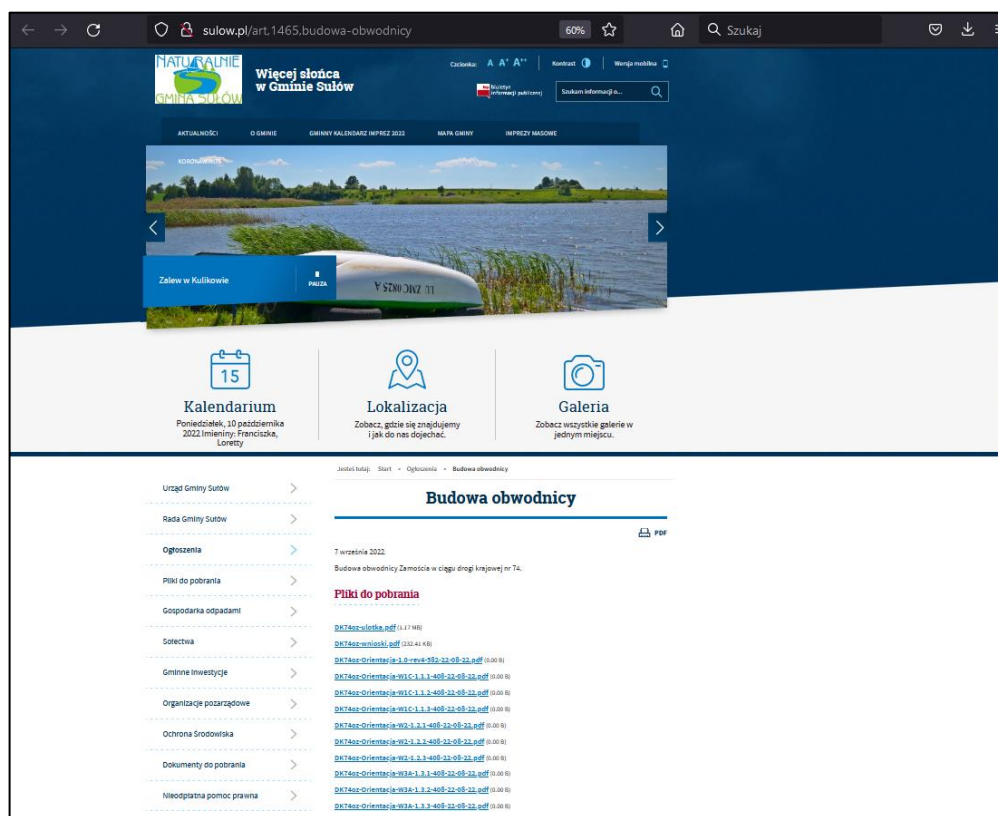 sulow.pl/art,1465,budowa-obwodnicy
60%
Szukaj
NATURALNIE
GMINA SUŁÓW
Więcej słońca
w Gminie Sułów
Czcionka: A A+ A++
Kontrast
Wersja mobilna
bip biuletyn
informacji publicznej
Szukam informacji o...
AKTUALNOŚCI
O GMINIE
GMINNY KALENDARZ IMPREZ 2022
MAPA GMINY
IMPREZY MASOWE
KORONAWIRUS
Zalew w Kulikowie
PAUZA
15
Kalendarium
Poniedziałek, 10 października
2022 Imieniny: Franciszka,
Loretty
Lokalizacja
Zobacz, gdzie się znajdujemy
i jak do nas dojechać.
Galeria
Zobacz wszystkie galerie w
jednym miejscu.
Jesteś tutaj: Start • Ogłoszenia • Budowa obwodnicy
Urząd Gminy Sułów
Rada Gminy Sułów
Ogłoszenia
Pliki do pobrania
Gospodarka odpadami
Sołectwa
Gminne Inwestycje
Organizacje pozarządowe
Ochrona Środowiska
Dokumenty do pobrania
Nieodpłatna pomoc prawna
Budowa obwodnicy
PDF
7 września 2022
Budowa obwodnicy Zamościa w ciągu drogi krajowej nr 74.
Pliki do pobrania
DK74oz-ulotka.pdf (1.17 MB)
DK74oz-wnioski.pdf (232.41 KB)
DK74oz-Orientacja-1.0-rev4-582-22-08-22.pdf (0.00 B)
DK74oz-Orientacja-W1C-1.1.1-408-22-08-22.pdf (0.00 B)
DK74oz-Orientacja-W1C-1.1.2-408-22-08-22.pdf (0.00 B)
DK74oz-Orientacja-W1C-1.1.3-408-22-08-22.pdf (0.00 B)
DK74oz-Orientacja-W2-1.2.1-408-22-08-22.pdf (0.00 B)
DK74oz-Orientacja-W2-1.2.2-408-22-08-22.pdf (0.00 B)
DK74oz-Orientacja-W2-1.2.3-408-22-08-22.pdf (0.00 B)
DK74oz-Orientacja-W3A-1.3.1-408-22-08-22.pdf (0.00 B)
DK74oz-Orientacja-W3A-1.3.2-408-22-08-22.pdf (0.00 B)
DK74oz-Orientacja-W3A-1.3.3-408-22-08-22.pdf (0.00 B)